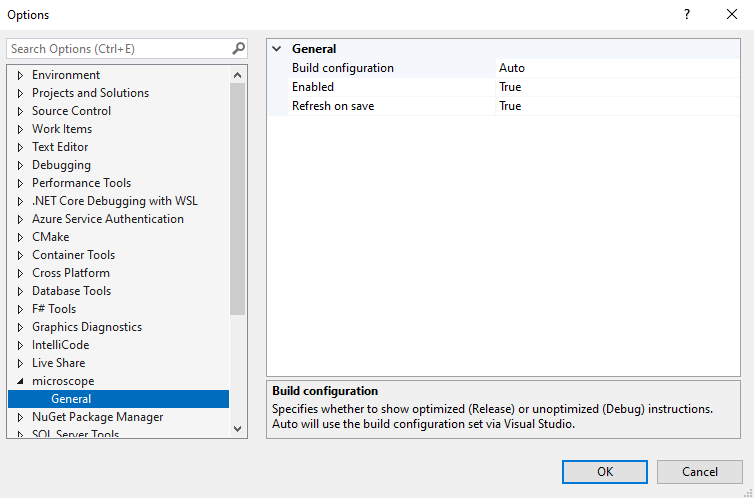 Options
?
Search Options (Ctrl+E)
Environment
Projects and Solutions
Source Control
Work Items
Text Editor
Debugging
Performance Tools
.NET Core Debugging with WSL
Azure Service Authentication
CMake
Container Tools
Cross Platform
Database Tools
F# Tools
Graphics Diagnostics
IntelliCode
Live Share
microscope
General
NuGet Package Manager
SQL Server Tools
General
Build configuration Auto
Enabled True
Refresh on save True
Build configuration
Specifies whether to show optimized (Release) or unoptimized (Debug) instructions.
Auto will use the build configuration set via Visual Studio.
OK Cancel